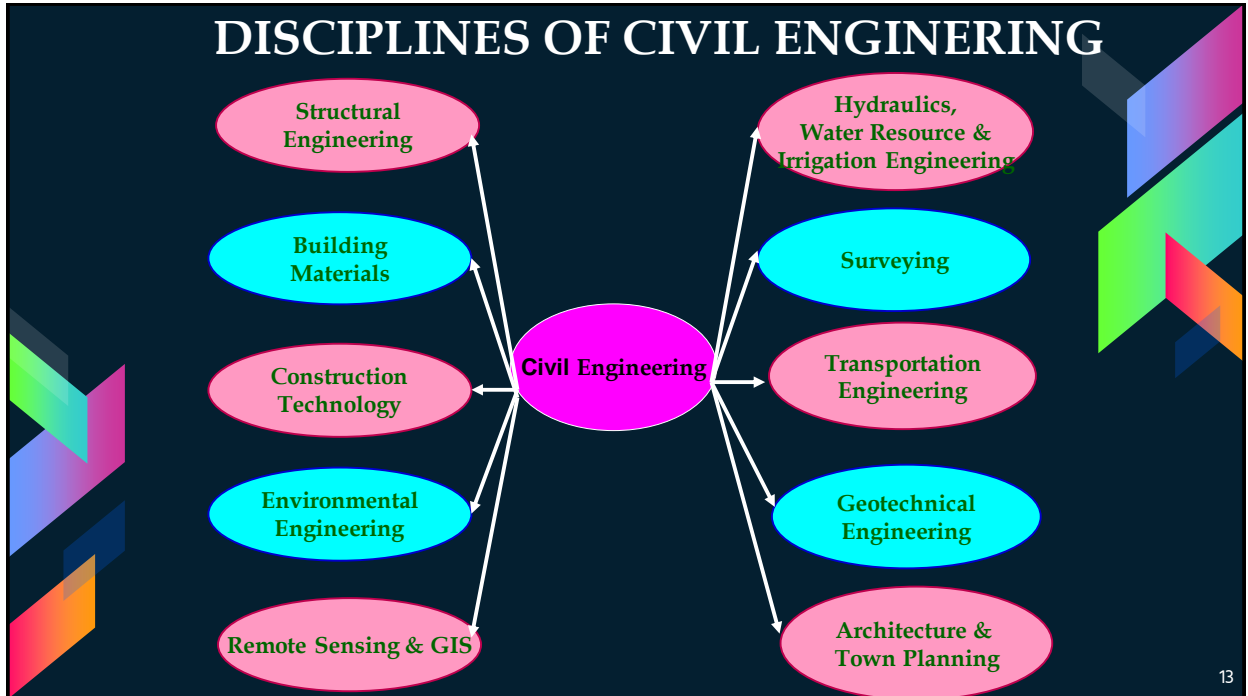 DISCIPLINES OF CIVIL ENGINERING
Structural
Engineering
Building
Materials
Construction
Technology
Environmental
Engineering
Remote Sensing & GIS
Civil Engineering
Hydraulics,
Water Resource &
Irrigation Engineering
Surveying
Transportation
Engineering
Geotechnical
Engineering
Architecture &
Town Planning
13